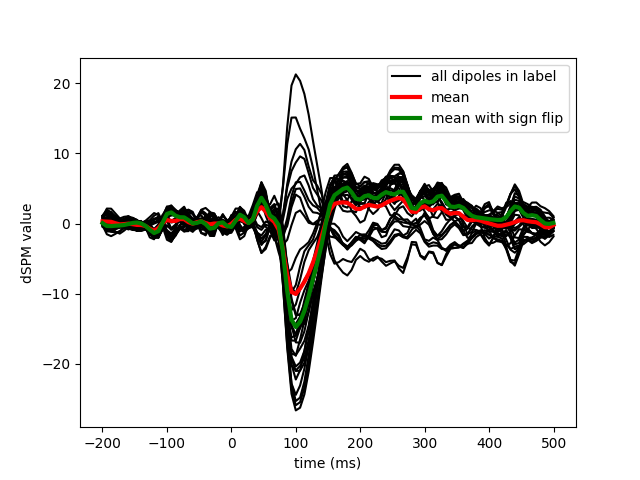 all dipoles in label
mean
mean with sign flip
20
10
0
−10
−20
dSPM value
−200
−100
0
100
200
300
400
500
time (ms)